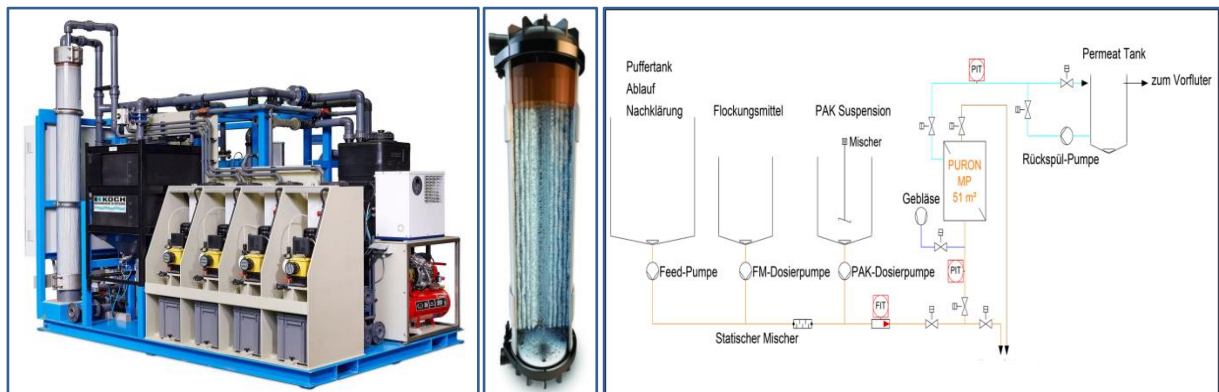 KOCH
Puffertank
Ablauf
Nachklärung
Flockungsmittel
PAK Suspension
Mischer
Permeat Tank
PIT
zum Vorfluter
Rückspül-Pumpe
PURON
MP
51 m²
Gebläse
Feed-Pumpe
FM-Dosierpumpe
PAK-Dosierpumpe
PIT
FIT
Statischer Mischer